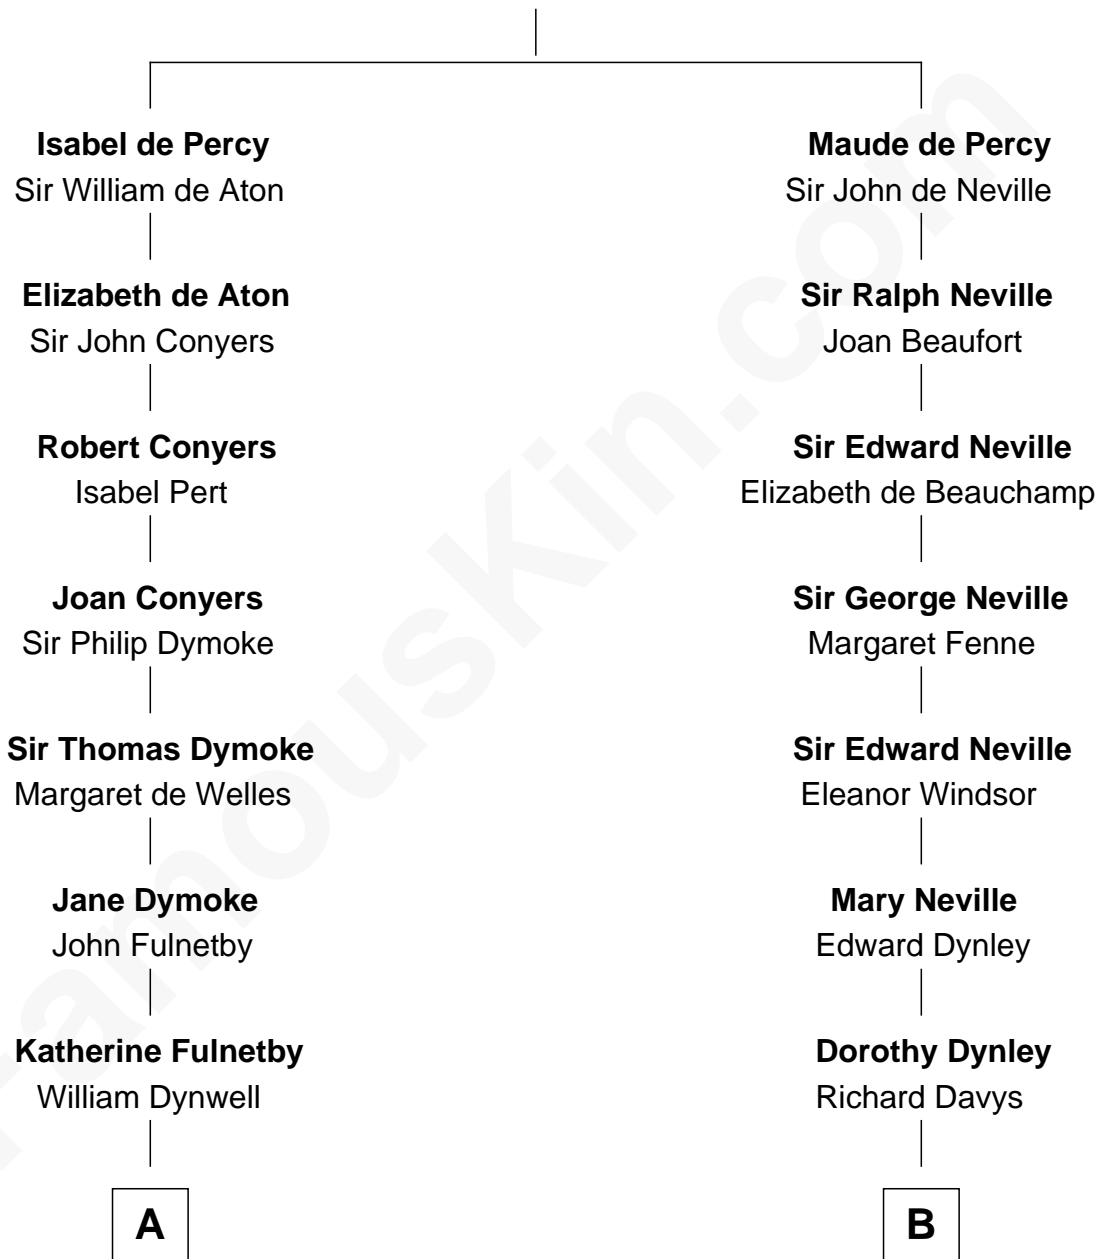 Isabel de Percy
Sir William de Aton
Elizabeth de Aton
Sir John Conyers
Robert Conyers
Isabel Pert
Joan Conyers
Sir Philip Dymoke
Sir Thomas Dymoke
Margaret de Welles
Jane Dymoke
John Fulnetby
Katherine Fulnetby
William Dynwell
A
Maude de Percy
Sir John de Neville
Sir Ralph Neville
Joan Beaufort
Sir Edward Neville
Elizabeth de Beauchamp
Sir George Neville
Margaret Fenne
Sir Edward Neville
Eleanor Windsor
Mary Neville
Edward Dynley
Dorothy Dynley
Richard Davys
B
FamousKin.com